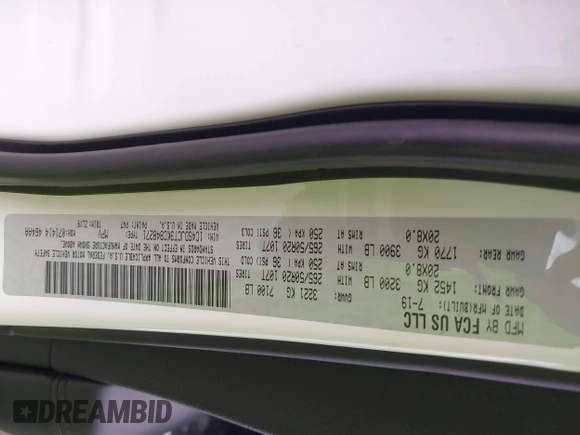 MFD BY FCA US LLC
DATE OF MFR(BUILT): 7-19 GVWR: 3221 KG 7100 LB
GAWR FRONT: 1452 KG 3200 LB WITH 265/50R20 107T TIRES
20X8.0 RIMS AT 250 KPA ( 36 PSI COLD
GAWR REAR: 1770 KG 3900 LB WITH 265/50R20 107T TIRES
20X8.0 RIMS AT 250 KPA ( 36 PSI COLD
THIS VEHICLE CONFORMS TO ALL APPLICABLE U.S.A. FEDERAL MOTOR VEHICLE SAFETY
STANDARDS IN EFFECT ON THE DATE OF MANUFACTURE SHOWN ABOVE.
MPV
VEHICLE MADE IN U.S.A. PAINT: PW7
DREAMBID